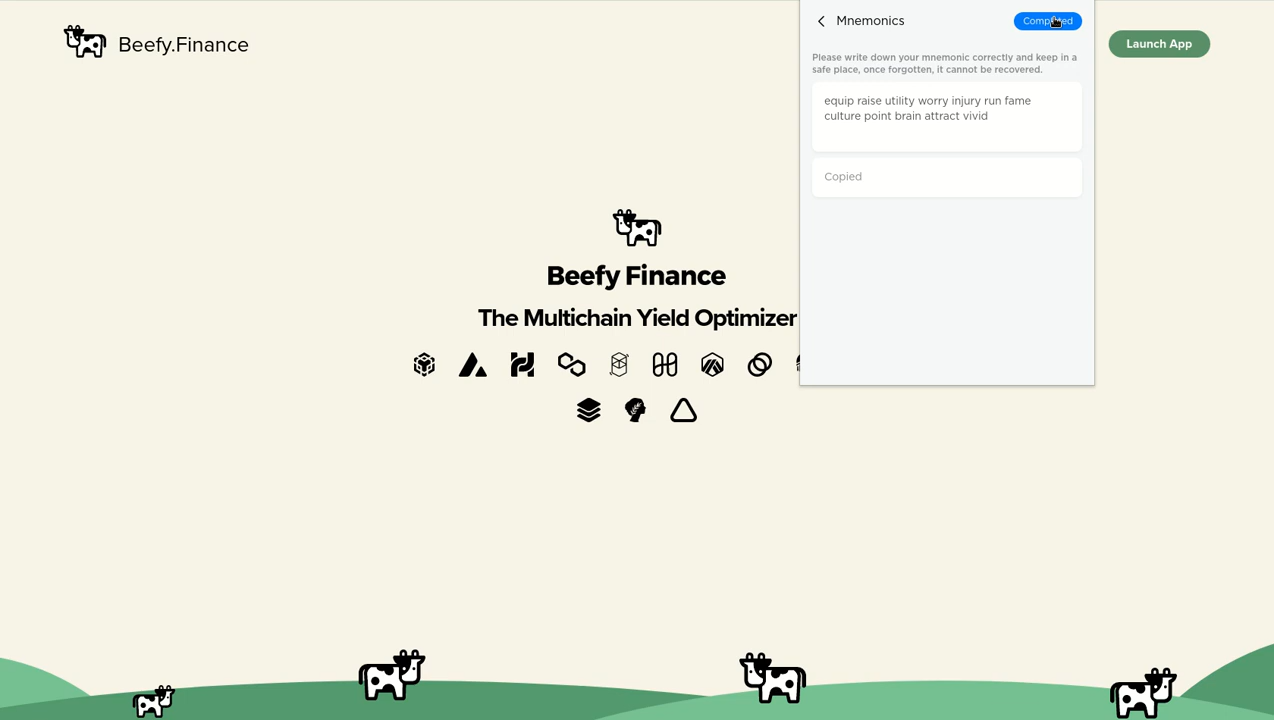 Beefy.Finance
Launch App
Beefy Finance
The Multichain Yield Optimizer
Mnemonics
Please write down your mnemonic correctly and keep in a
safe place, once forgotten, it cannot be recovered.
equip raise utility worry injury run fame
culture point brain attract vivid
Copied